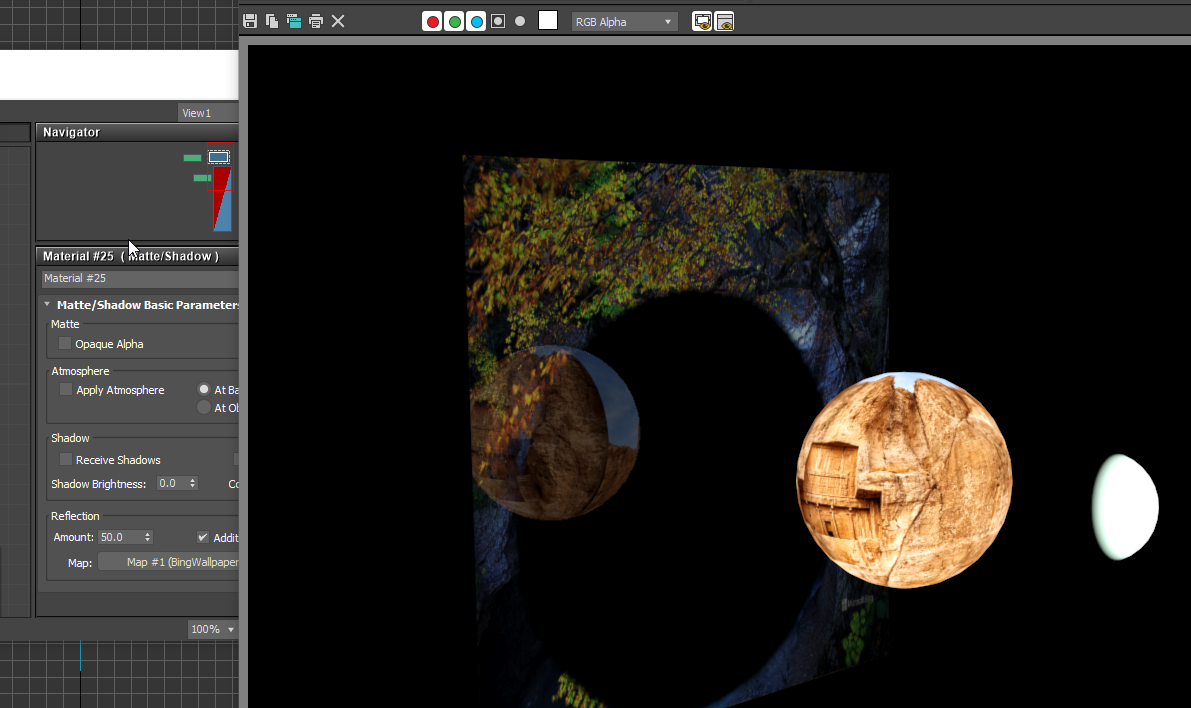 RGB Alpha
View1
Navigator
Material #25 ( Matte/Shadow )
Material #25
Matte/Shadow Basic Parameters
Matte
Opaque Alpha
Atmosphere
Apply Atmosphere At Ba
At Ob
Shadow
Receive Shadows
Shadow Brightness: 0.0 Co
Reflection
Amount: 50.0 Addit
Map: Map #1 (BingWallpaper
100%